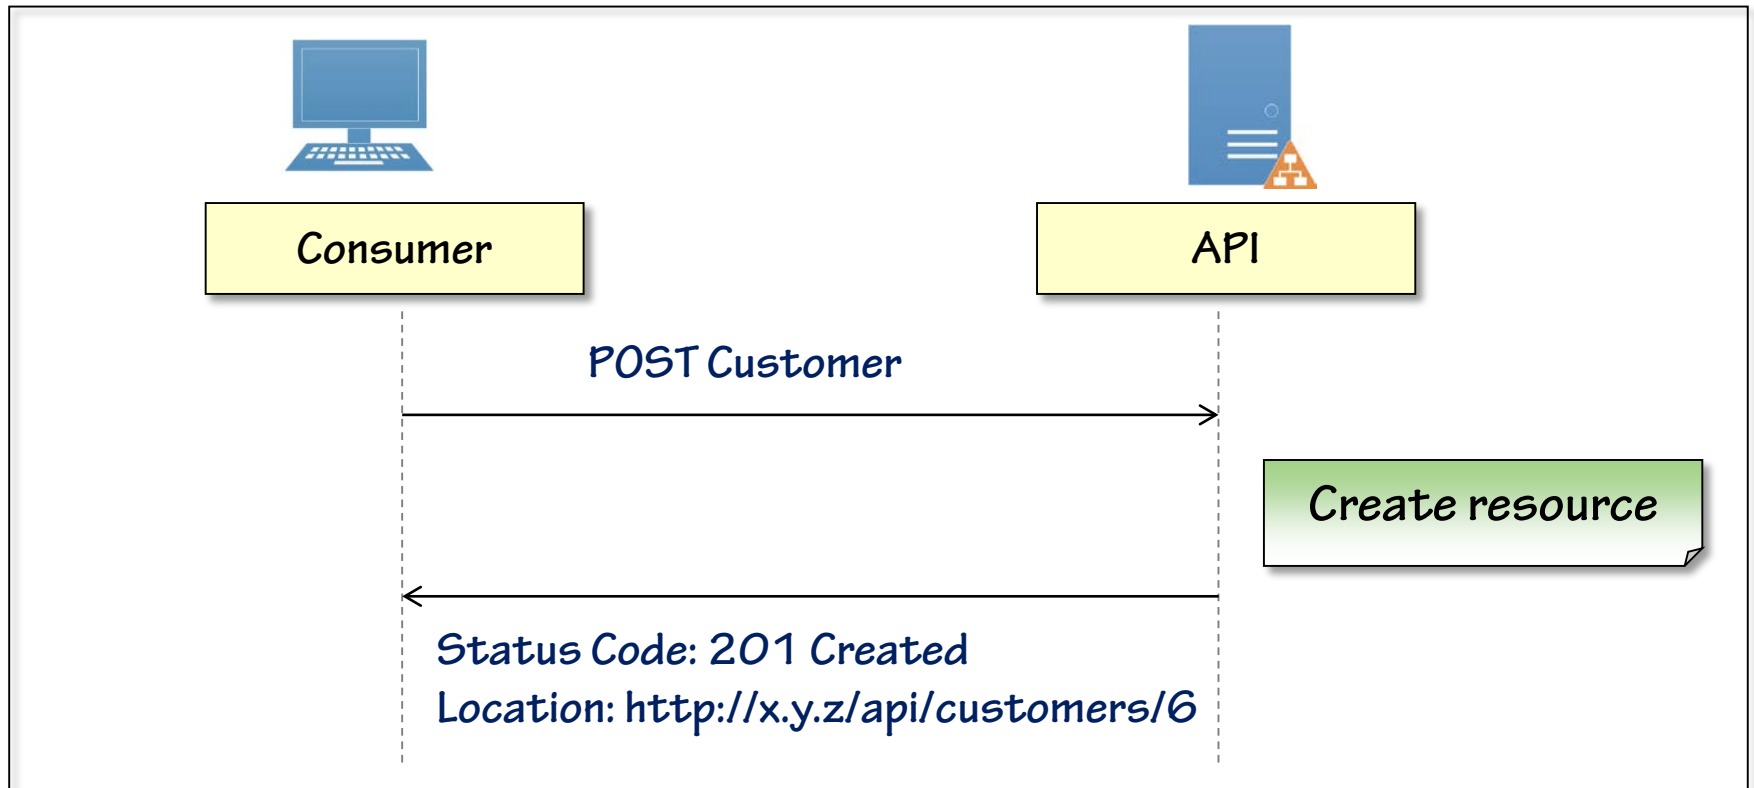 Consumer
API
POST Customer
Create resource
Status Code: 201 Created
Location: http://x.y.z/api/customers/6